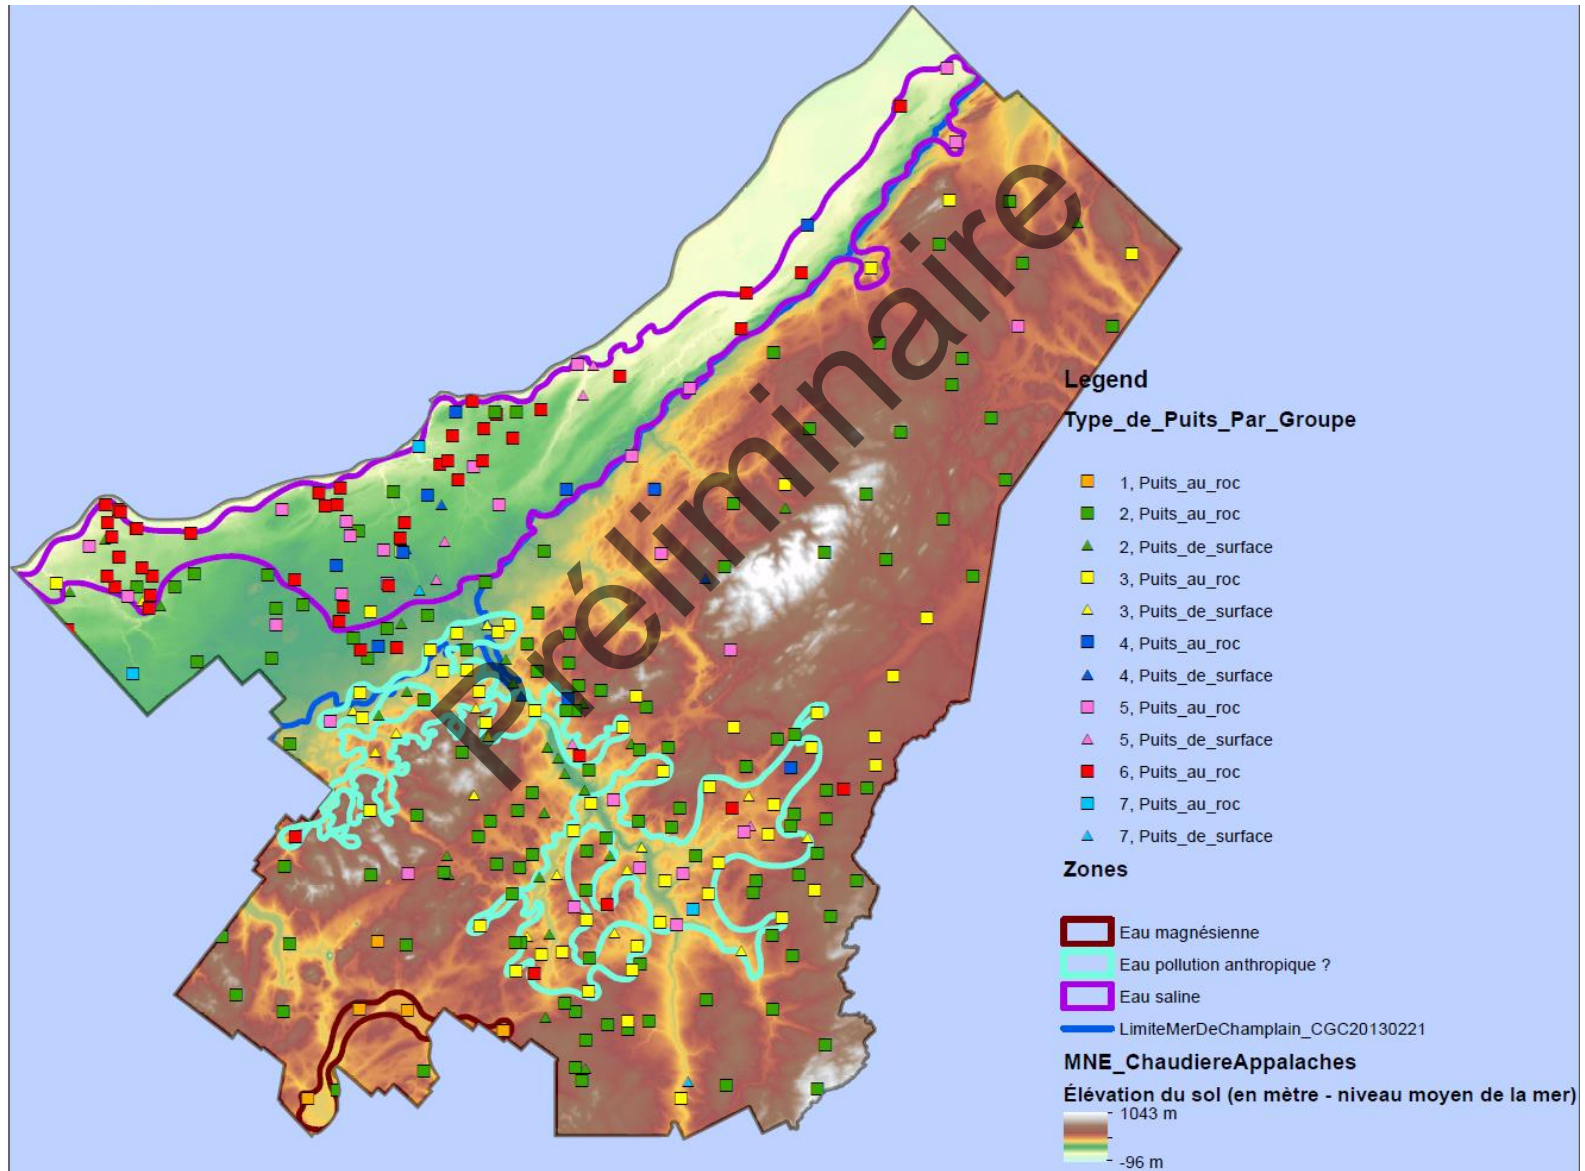 Préliminaire
Legend
Type_de_Puits_Par_Groupe
1, Puits_au_roc
2, Puits_au_roc
2, Puits_de_surface
3, Puits_au_roc
3, Puits_de_surface
4, Puits_au_roc
4, Puits_de_surface
5, Puits_au_roc
5, Puits_de_surface
6, Puits_au_roc
7, Puits_au_roc
7, Puits_de_surface
Zones
Eau magnésienne
Eau pollution anthropique ?
Eau saline
LimiteMerDeChamplain_CGC20130221
MNE_ChaudiereAppalaches
Élévation du sol (en mètre - niveau moyen de la mer)
1043 m
-96 m